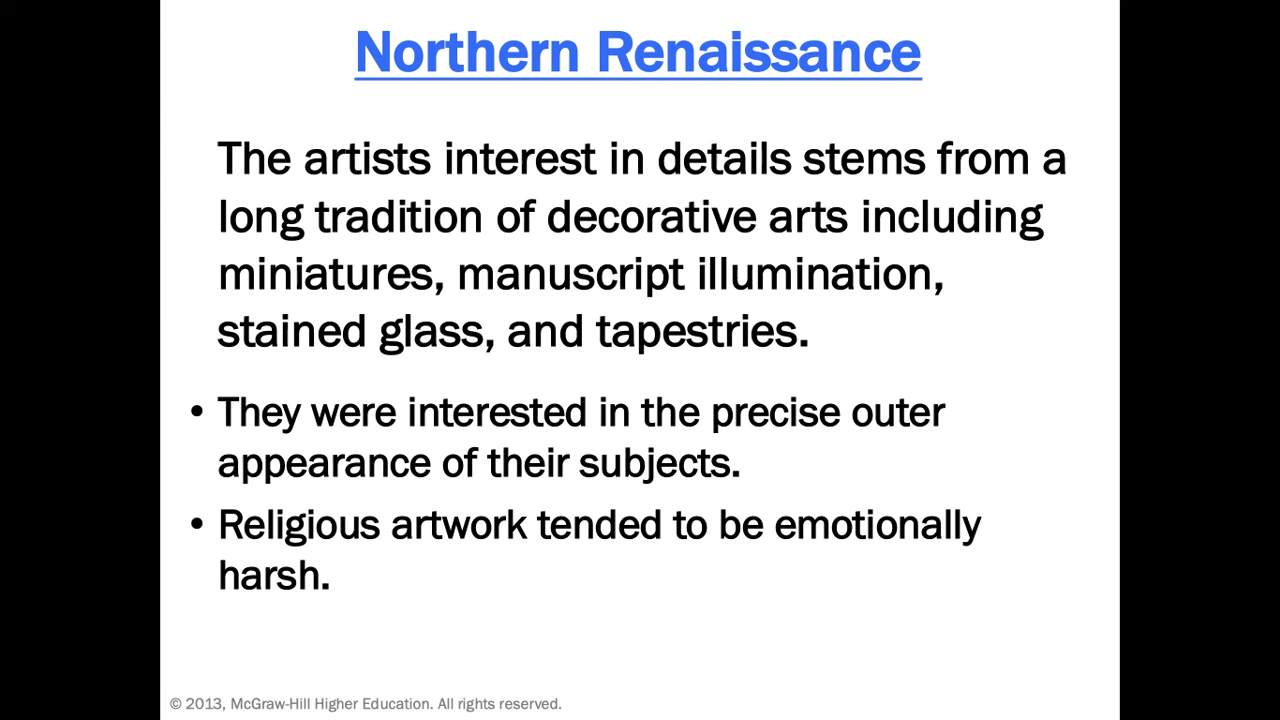 Northern Renaissance
The artists interest in details stems from a
long tradition of decorative arts including
miniatures, manuscript illumination,
stained glass, and tapestries.
• They were interested in the precise outer
appearance of their subjects.
• Religious artwork tended to be emotionally
harsh.
© 2013, McGraw-Hill Higher Education. All rights reserved.